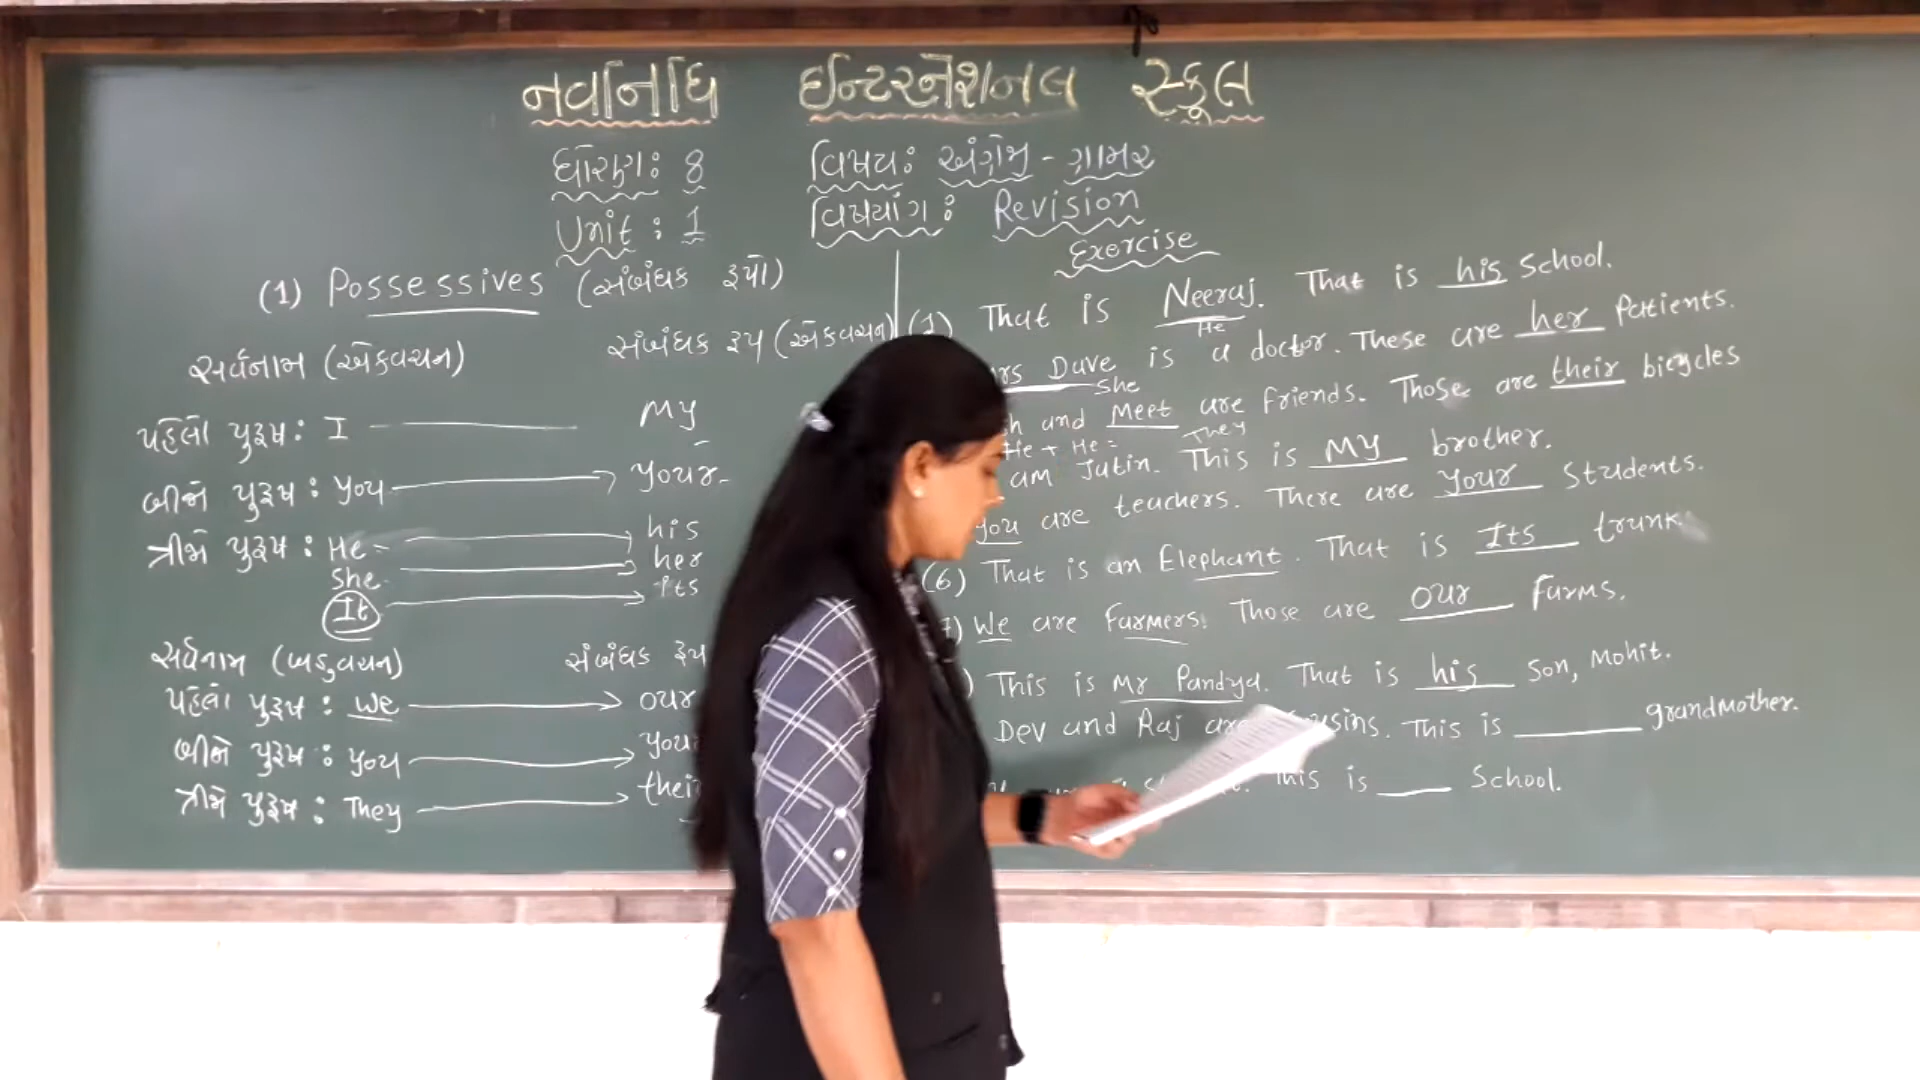 નવનિધિ ઈન્ટરનેશનલ સ્કૂલ
ધોરણ: 8 વિષય: અંગ્રેજી - ગ્રામર
Unit : 1 વિષયાંગ: Revision
(1) Possessives (સંબંધક રૂપો)
સર્વનામ (એકવચન) સંબંધક રૂપ (એકવચન)
પહેલો પુરૂષ: I My
બીજો પુરૂષ: you your
ત્રીજો પુરૂષ: He his
She her
It its
સર્વનામ (બહુવચન) સંબંધક રૂપ
પહેલો પુરૂષ : we our
બીજો પુરૂષ : you
ત્રીજો પુરૂષ : They
Exercise
(1) That is Neeraj. That is his School.
He
Dave is a doctor. These are her Patients.
She
and Meet are friends. Those are their bicycles
He + He = They
am Jatin. This is My brother.
you are teachers. There are your Students.
(6) That is an Elephant. That is Its trunk
We are Farmers. Those are our Farms.
This is Mr Pandya. That is his Son, Mohit.
Dev and Raj are This is ______ grandmother.
is ____ School.